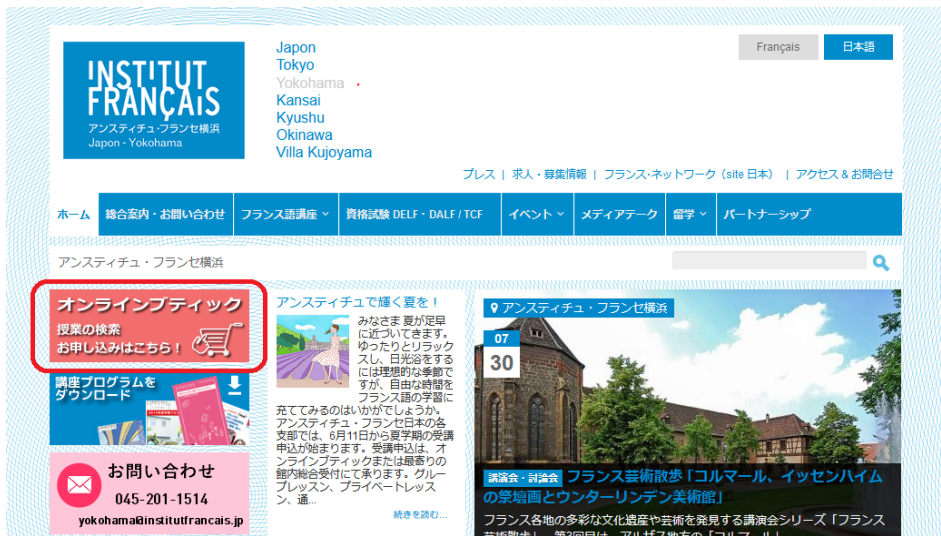 INSTITUT
FRANÇAIS
アンスティチュ・フランセ横浜
Japon - Yokohama
Japon
Tokyo
Yokohama
Kansai
Kyushu
Okinawa
Villa Kujoyama
Français
日本語
プレス | 求人・募集情報 | フランス・ネットワーク（site 日本） | アクセス & お問合せ
ホーム
総合案内・お問い合わせ
フランス語講座
資格試験 DELF・DALF / TCF
イベント
メディアテーク
留学
パートナーシップ
アンスティチュ・フランセ横浜
オンラインブティック
授業の検索
お申し込みはこちら！
講座プログラムを
ダウンロード
お問い合わせ
045-201-1514
yokohama@institutfrancais.jp
アンスティチュで輝く夏を！
みなさま 夏が足早
に近づいてきます。
ゆったりとリラック
スし、日光浴をする
には理想的な季節で
すが、自由な時間を
フランス語の学習に
充ててみるのはいかがでしょうか。
アンスティチュ・フランセ日本の各
支部では、6月11日から夏学期の受講
申込が始まります。受講申込は、オ
ンラインブティックまたは最寄りの
館内総合受付にて承ります。グルー
プレッスン、プライベートレッス
ン、通...
続きを読む...
アンスティチュ・フランセ横浜
07
30
講演会・討論会 フランス芸術散歩「コルマール、イッセンハイム
の祭壇画とウンターリンデン美術館」
フランス各地の多彩な文化遺産や芸術を発見する講演会シリーズ「フランス
芸術散歩」、第3回目は、アルザス地方の「コルマール」